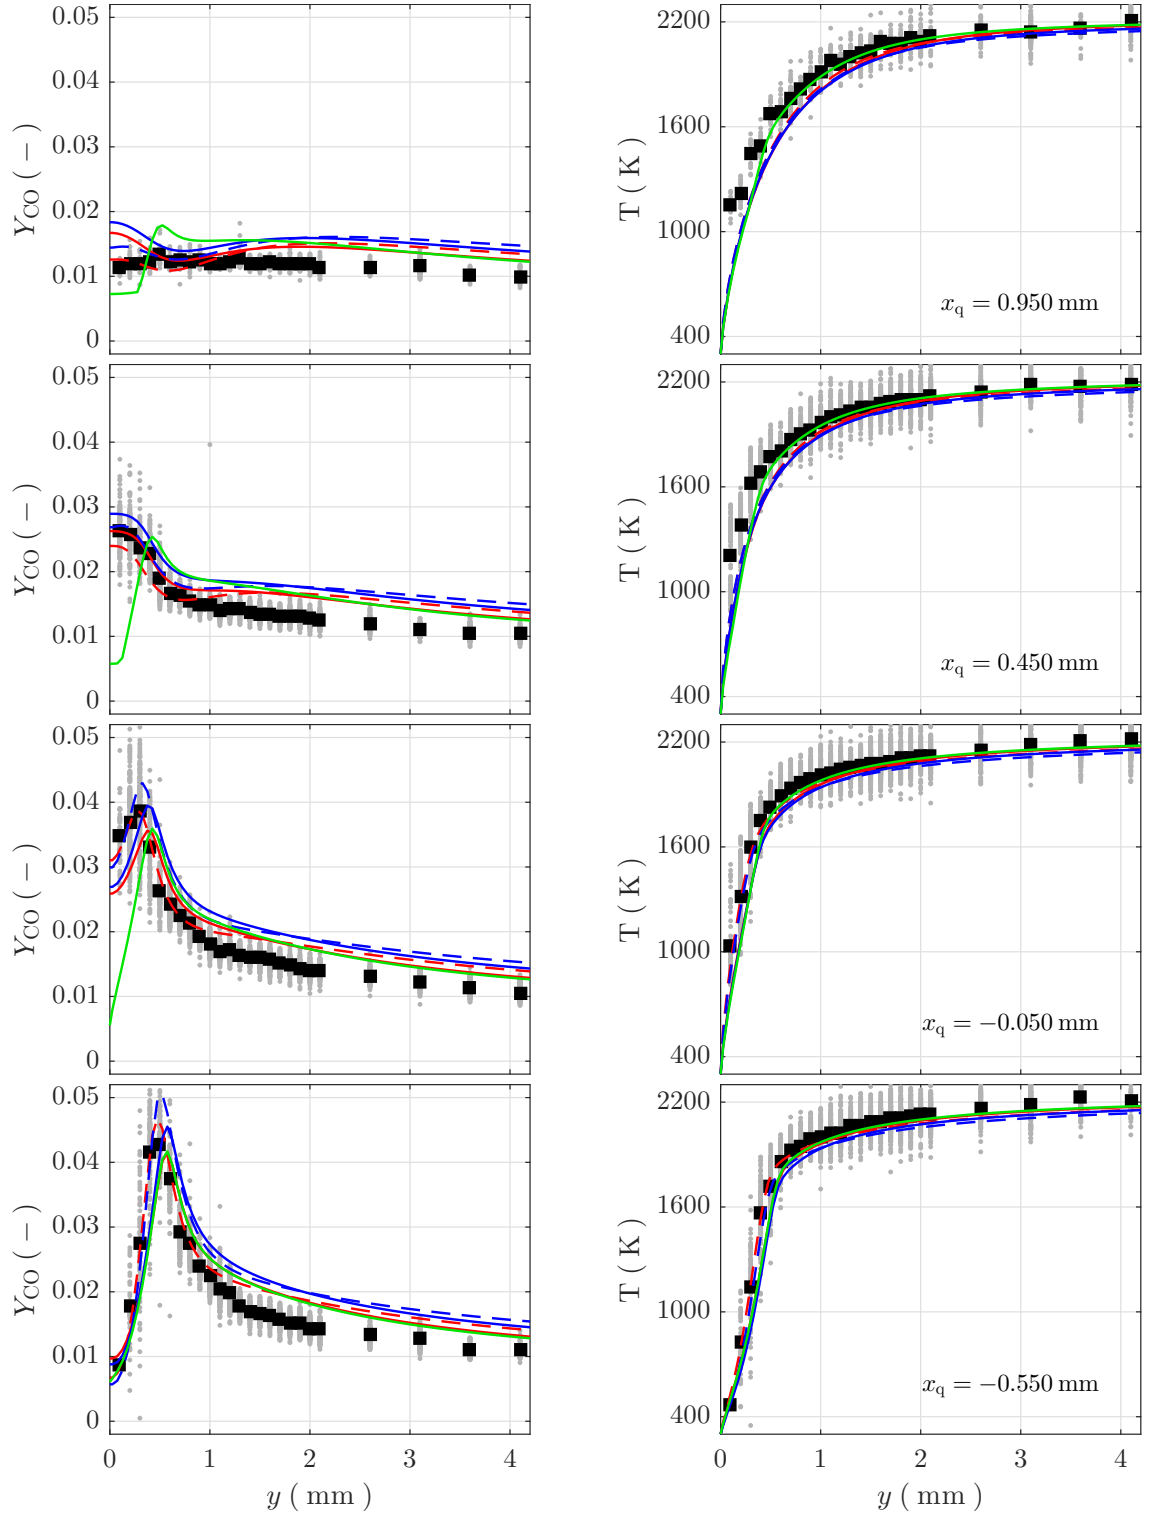 0.05
0.04
0.03
0.02
0.01
0
Y_CO ( − )
2200
1600
1000
400
T ( K )
x_q = 0.950 mm
0.05
0.04
0.03
0.02
0.01
0
Y_CO ( − )
2200
1600
1000
400
T ( K )
x_q = 0.450 mm
0.05
0.04
0.03
0.02
0.01
0
Y_CO ( − )
2200
1600
1000
400
T ( K )
x_q = −0.050 mm
0.05
0.04
0.03
0.02
0.01
0
Y_CO ( − )
0 1 2 3 4
y ( mm )
2200
1600
1000
400
T ( K )
x_q = −0.550 mm
0 1 2 3 4
y ( mm )